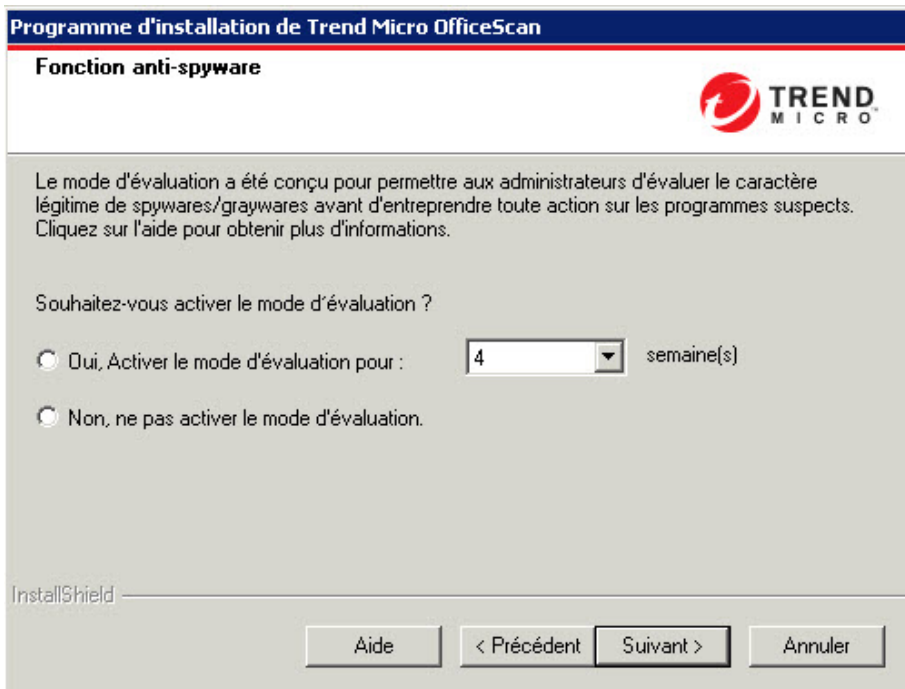 Programme d'installation de Trend Micro OfficeScan
Fonction anti-spyware
TREND
MICRO
Le mode d'évaluation a été conçu pour permettre aux administrateurs d'évaluer le caractère
légitime de spywares/graywares avant d'entreprendre toute action sur les programmes suspects.
Cliquez sur l'aide pour obtenir plus d'informations.
Souhaitez-vous activer le mode d'évaluation ?
Oui, Activer le mode d'évaluation pour : 4 semaine(s)
Non, ne pas activer le mode d'évaluation.
InstallShield
Aide < Précédent Suivant > Annuler